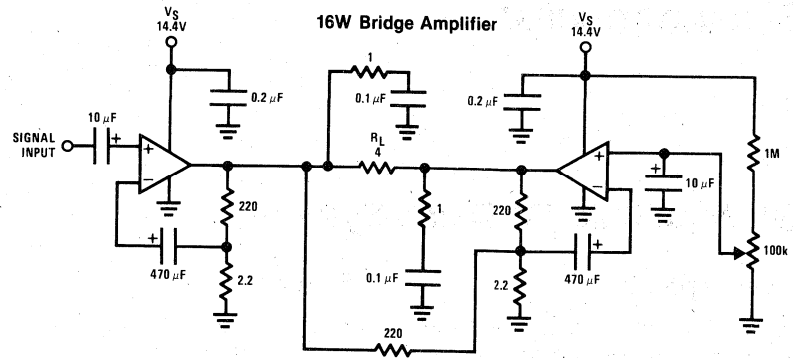 16W Bridge Amplifier
VS
14.4V
VS
14.4V
1
0.2 μF
0.1 μF
0.2 μF
10 μF
+
SIGNAL
INPUT
+
−
RL
4
+
−
1M
+
10 μF
220
1
220
100k
+
470 μF
2.2
0.1 μF
2.2
+
470 μF
220